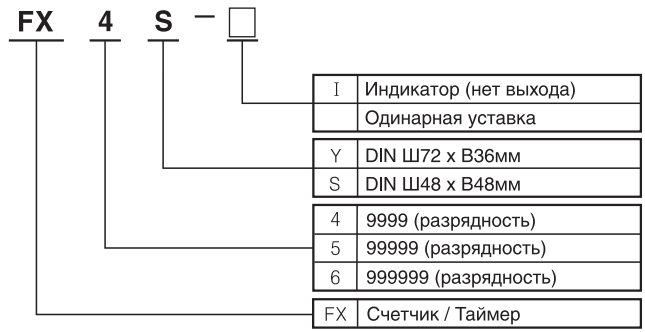 FX 4 S –
I Индикатор (нет выхода)
Одинарная уставка
Y DIN Ш72 x В36мм
S DIN Ш48 x В48мм
4 9999 (разрядность)
5 99999 (разрядность)
6 999999 (разрядность)
FX Счетчик / Таймер